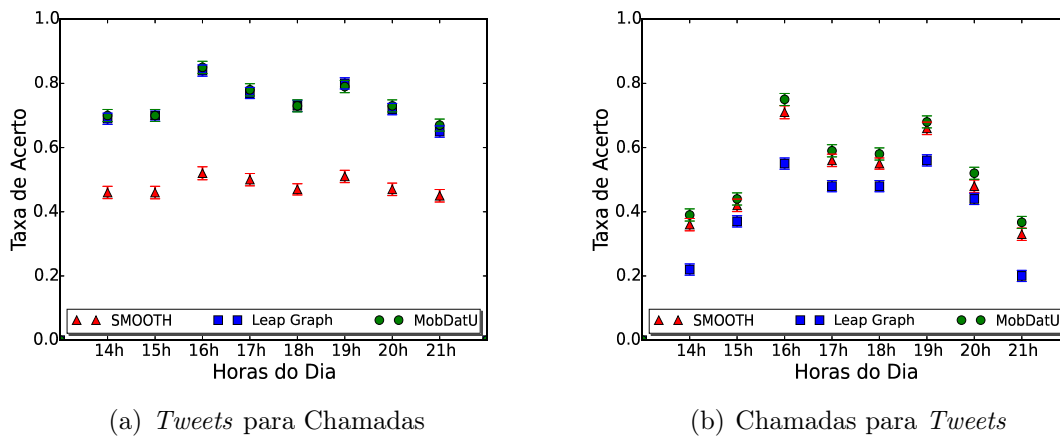 1.0
0.8
0.6
0.4
0.2
0.0
Taxa de Acerto
SMOOTH Leap Graph MobDatU
14h 15h 16h 17h 18h 19h 20h 21h
Horas do Dia
(a) Tweets para Chamadas
1.0
0.8
0.6
0.4
0.2
0.0
Taxa de Acerto
SMOOTH Leap Graph MobDatU
14h 15h 16h 17h 18h 19h 20h 21h
Horas do Dia
(b) Chamadas para Tweets